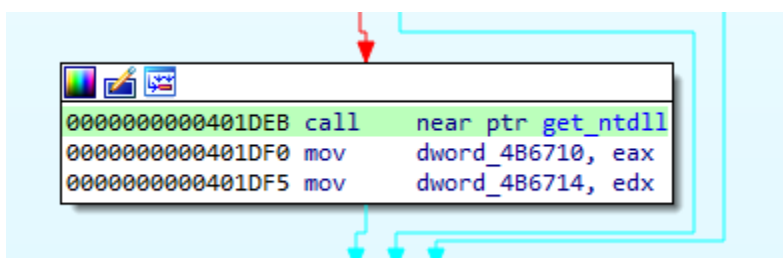 0000000000401DEB call    near ptr get_ntdll
0000000000401DF0 mov     dword_4B6710, eax
0000000000401DF5 mov     dword_4B6714, edx